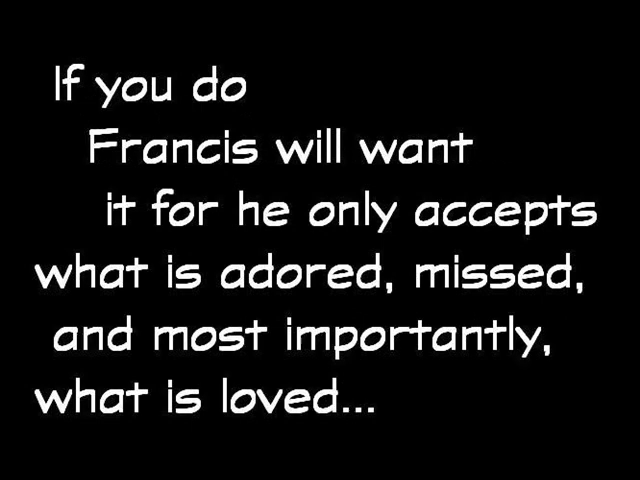 If you do
Francis will want
it for he only accepts
what is adored, missed,
and most importantly,
what is loved...